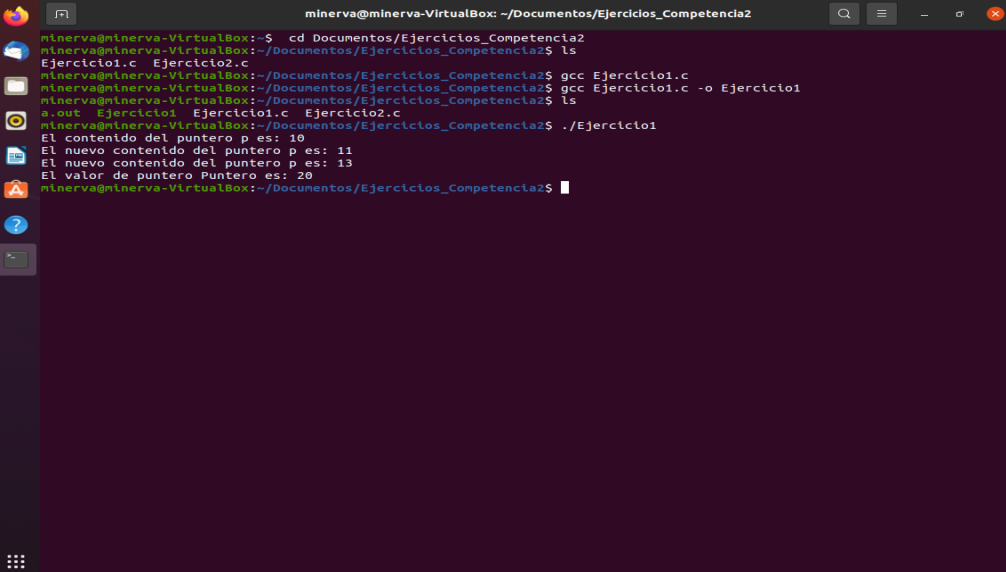 minerva@minerva-VirtualBox: ~/Documentos/Ejercicios_Competencia2
minerva@minerva-VirtualBox:~$  cd Documentos/Ejercicios_Competencia2
minerva@minerva-VirtualBox:~/Documentos/Ejercicios_Competencia2$ ls
Ejercicio1.c  Ejercicio2.c
minerva@minerva-VirtualBox:~/Documentos/Ejercicios_Competencia2$ gcc Ejercicio1.c
minerva@minerva-VirtualBox:~/Documentos/Ejercicios_Competencia2$ gcc Ejercicio1.c -o Ejercicio1
minerva@minerva-VirtualBox:~/Documentos/Ejercicios_Competencia2$ ls
a.out  Ejercicio1  Ejercicio1.c  Ejercicio2.c
minerva@minerva-VirtualBox:~/Documentos/Ejercicios_Competencia2$ ./Ejercicio1
El contenido del puntero p es: 10
El nuevo contenido del puntero p es: 11
El nuevo contenido del puntero p es: 13
El valor de puntero Puntero es: 20
minerva@minerva-VirtualBox:~/Documentos/Ejercicios_Competencia2$